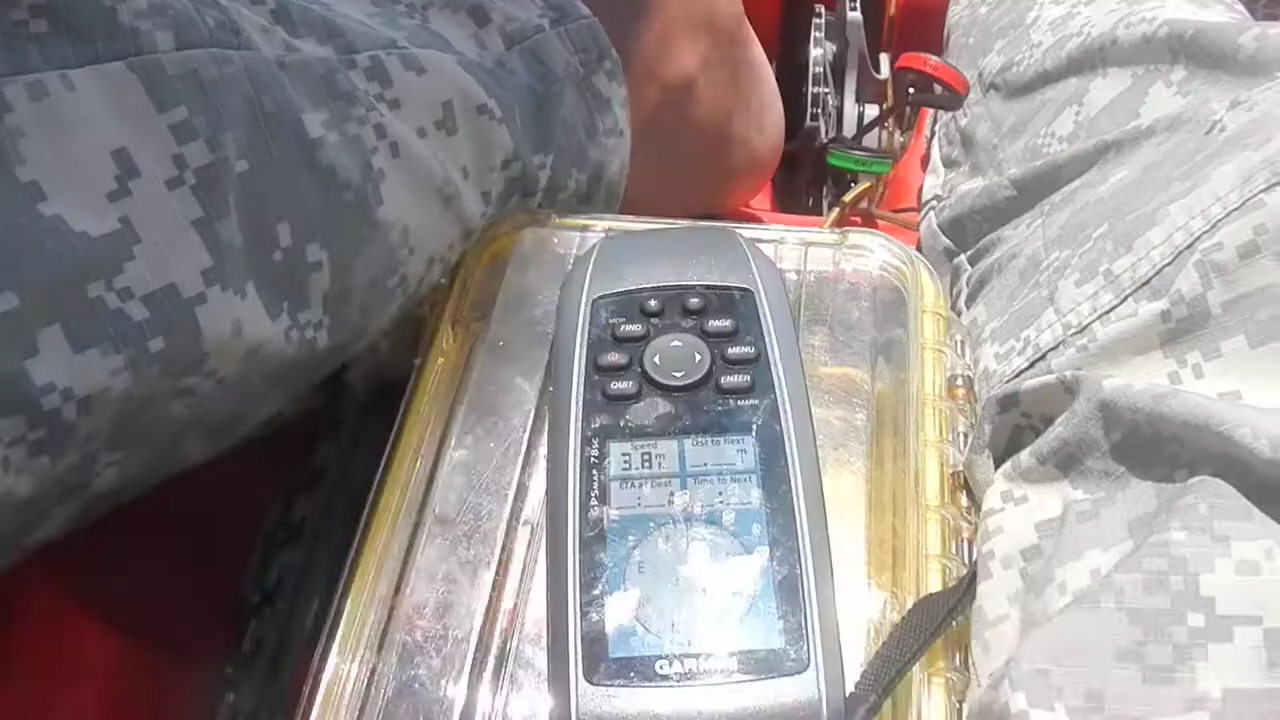 FIND
PAGE
MENU
QUIT
ENTER
MARK
GPSMAP 78sc
Speed
3.8
Dist to Next
m
ETA at Dest
Time to Next
E
GARMIN